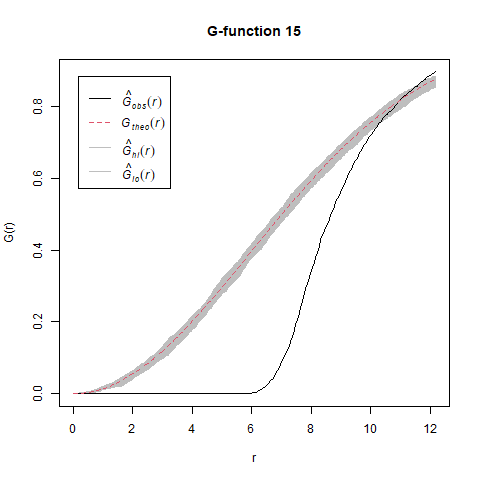 G-function 15
Ĝobs(r)
Gtheo(r)
Ĝhi(r)
Ĝlo(r)
G(r)
0.8
0.6
0.4
0.2
0.0
0 2 4 6 8 10 12
r